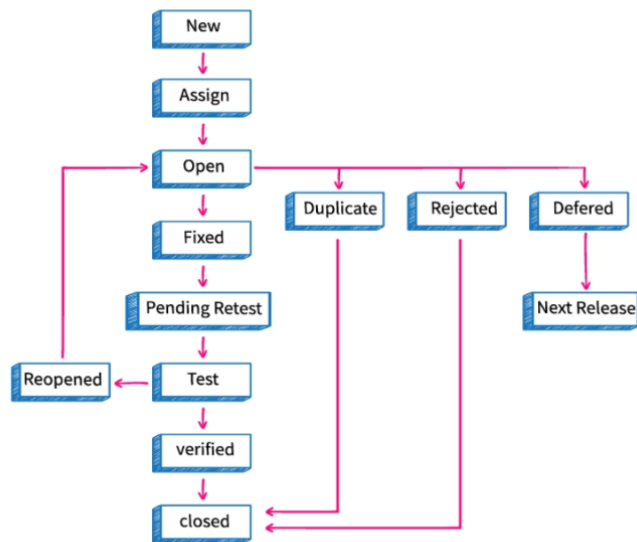 New
Assign
Open
Duplicate
Rejected
Defered
Fixed
Pending Retest
Next Release
Reopened
Test
verified
closed